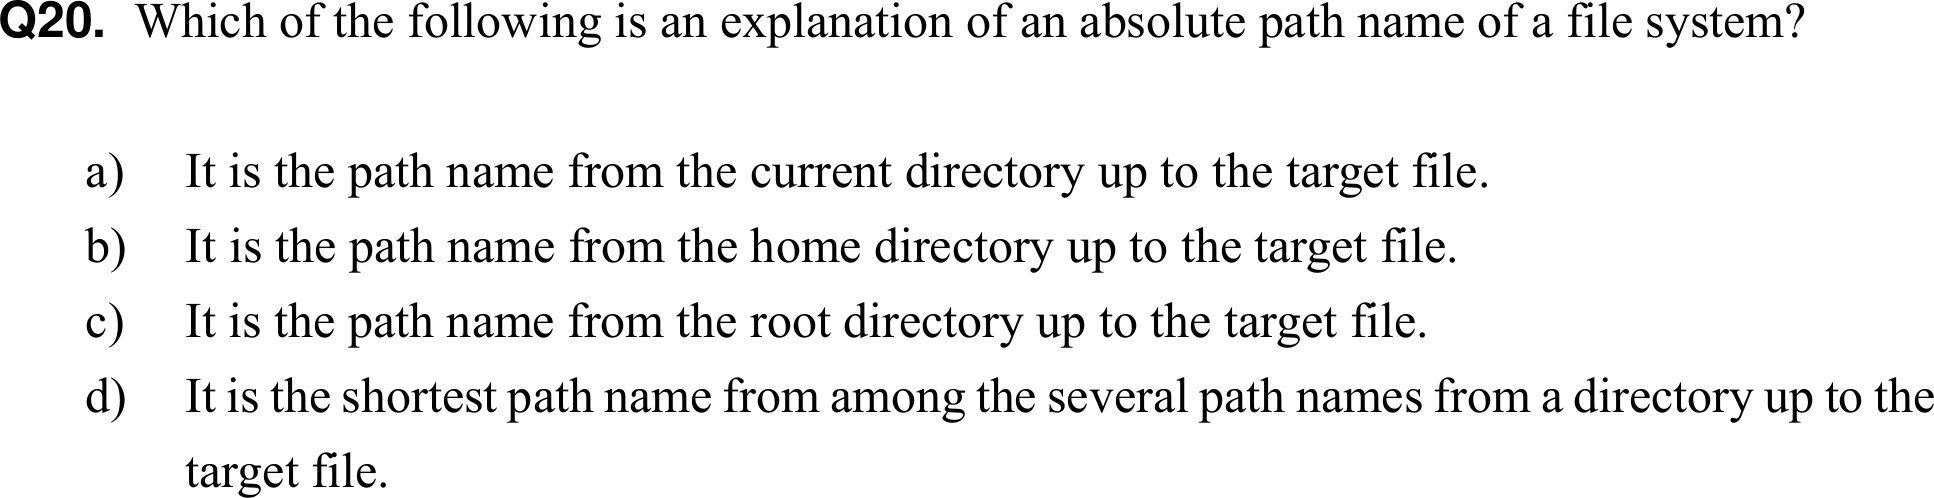 Q20. Which of the following is an explanation of an absolute path name of a file system?
a) It is the path name from the current directory up to the target file.
b) It is the path name from the home directory up to the target file.
c) It is the path name from the root directory up to the target file.
d) It is the shortest path name from among the several path names from a directory up to the
target file.